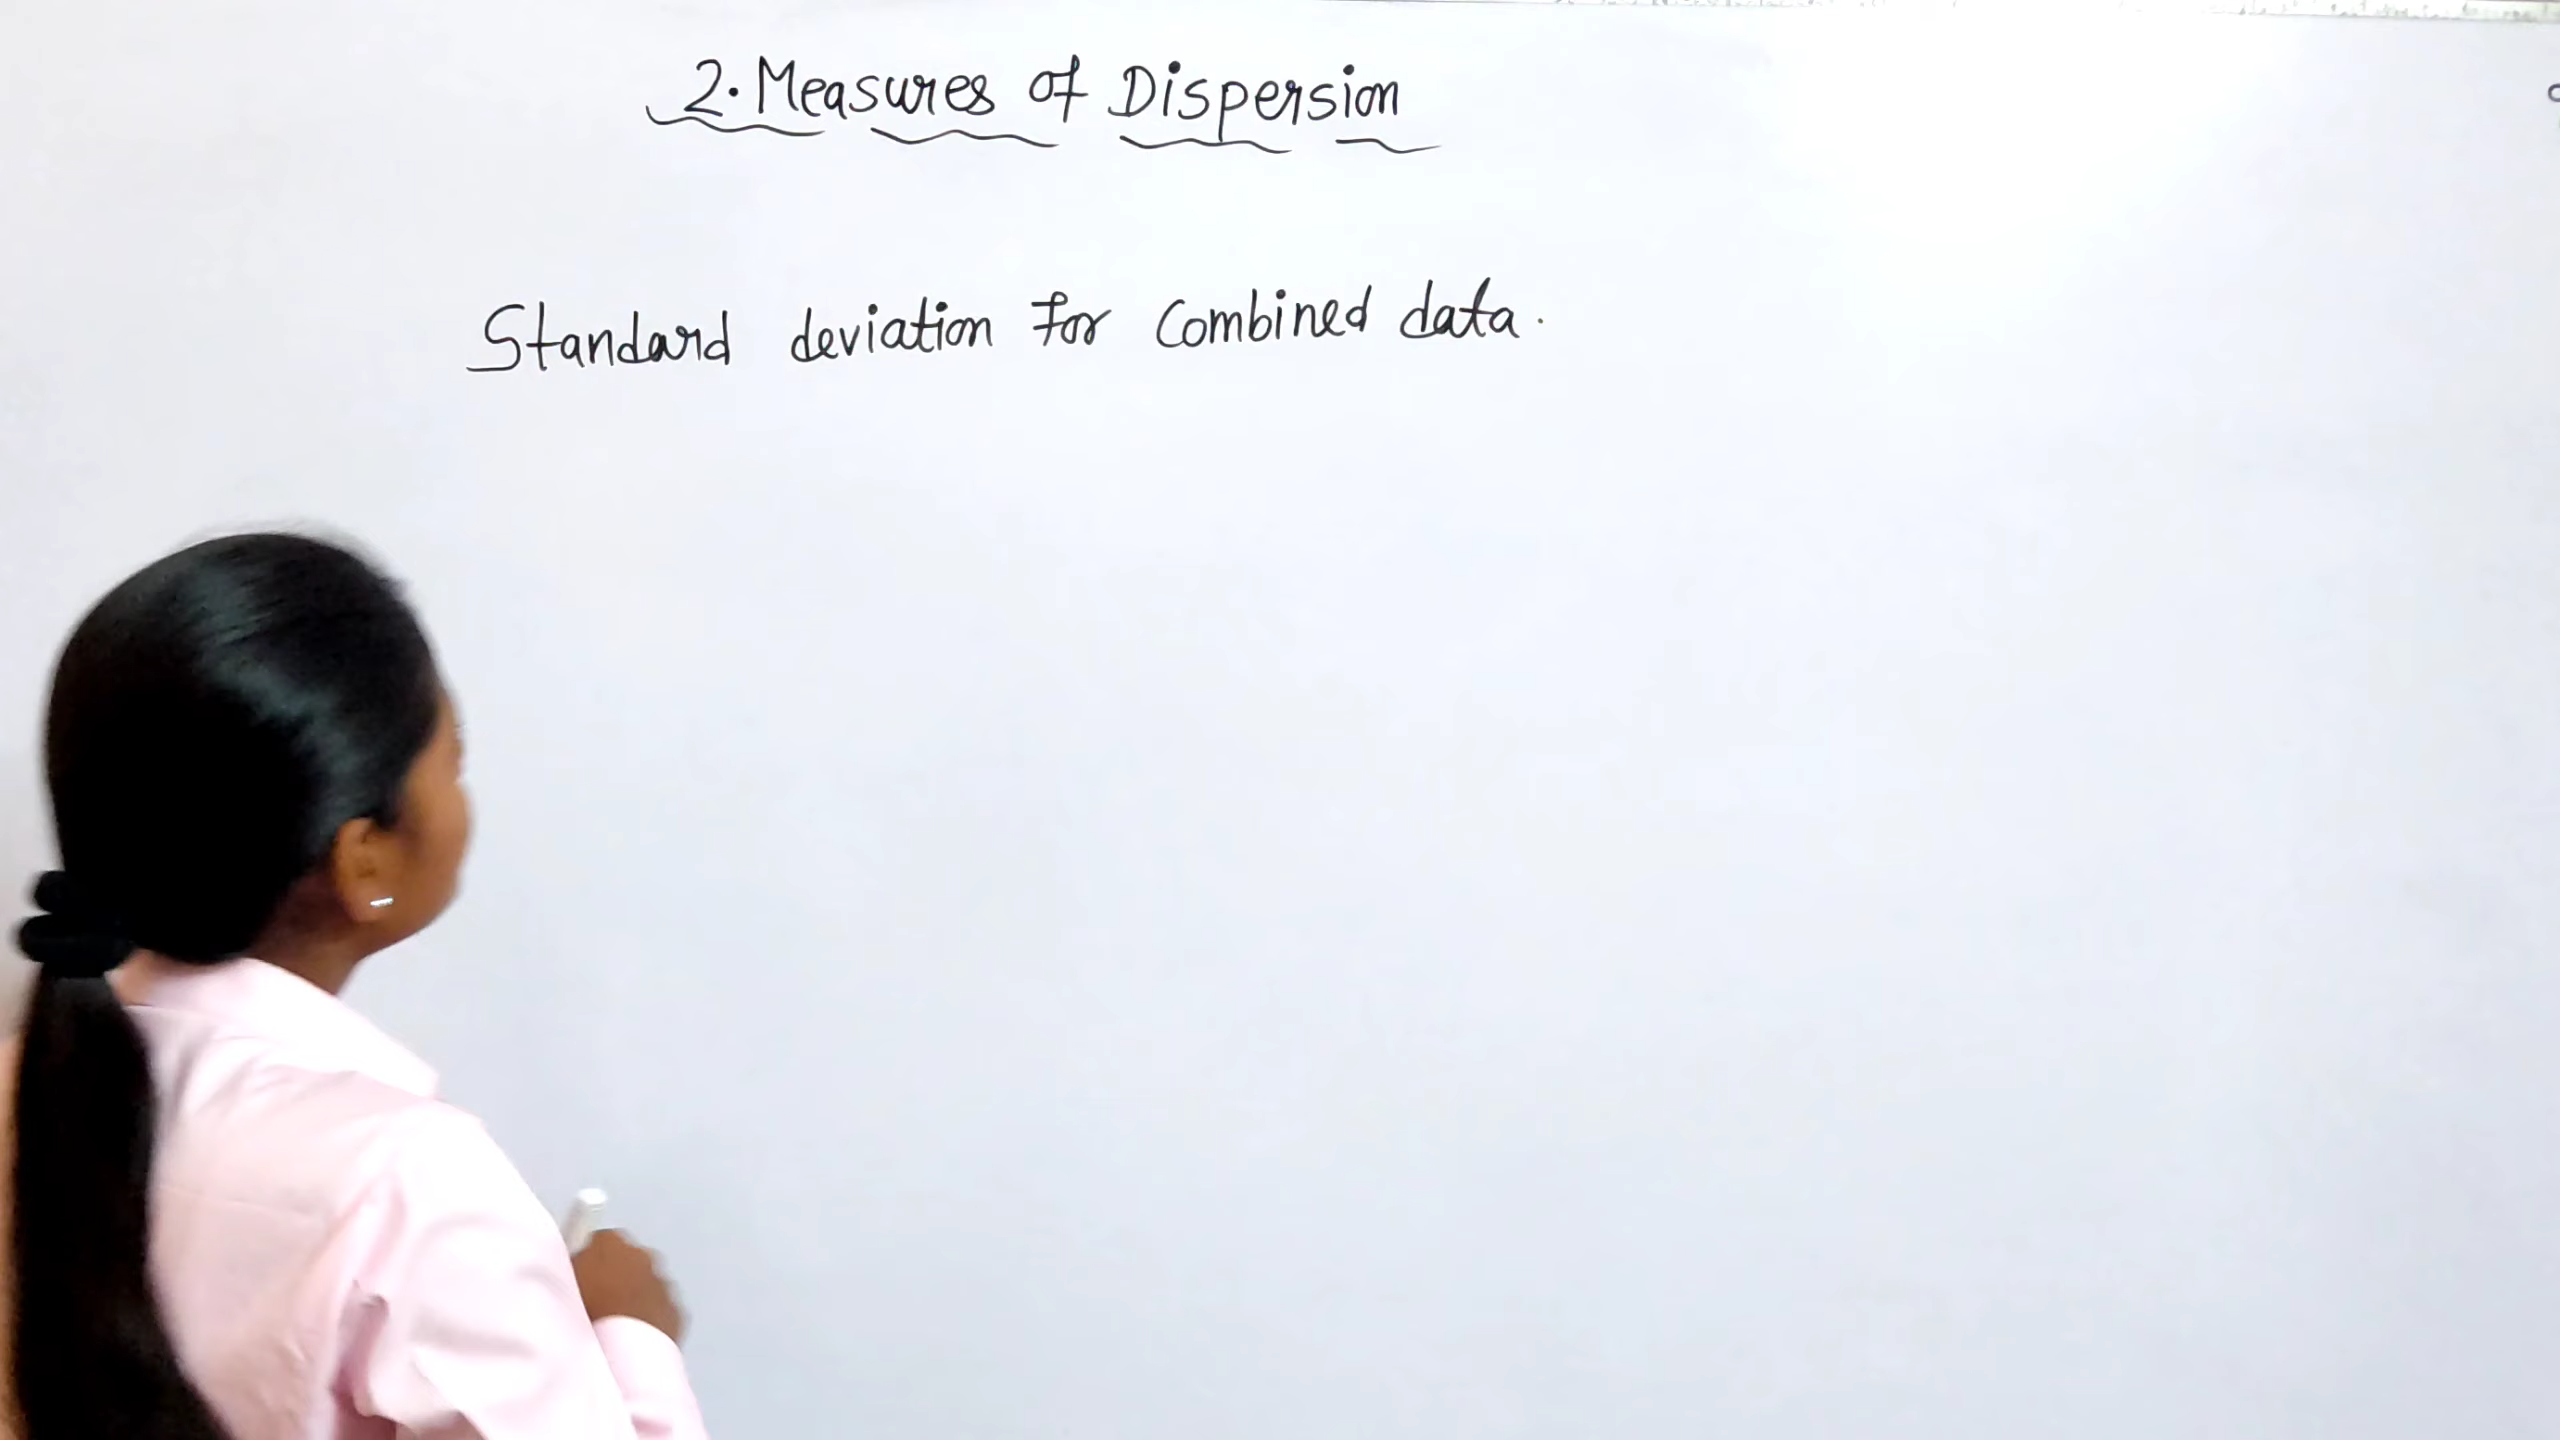 2. Measures of Dispersion
Standard deviation for Combined data.